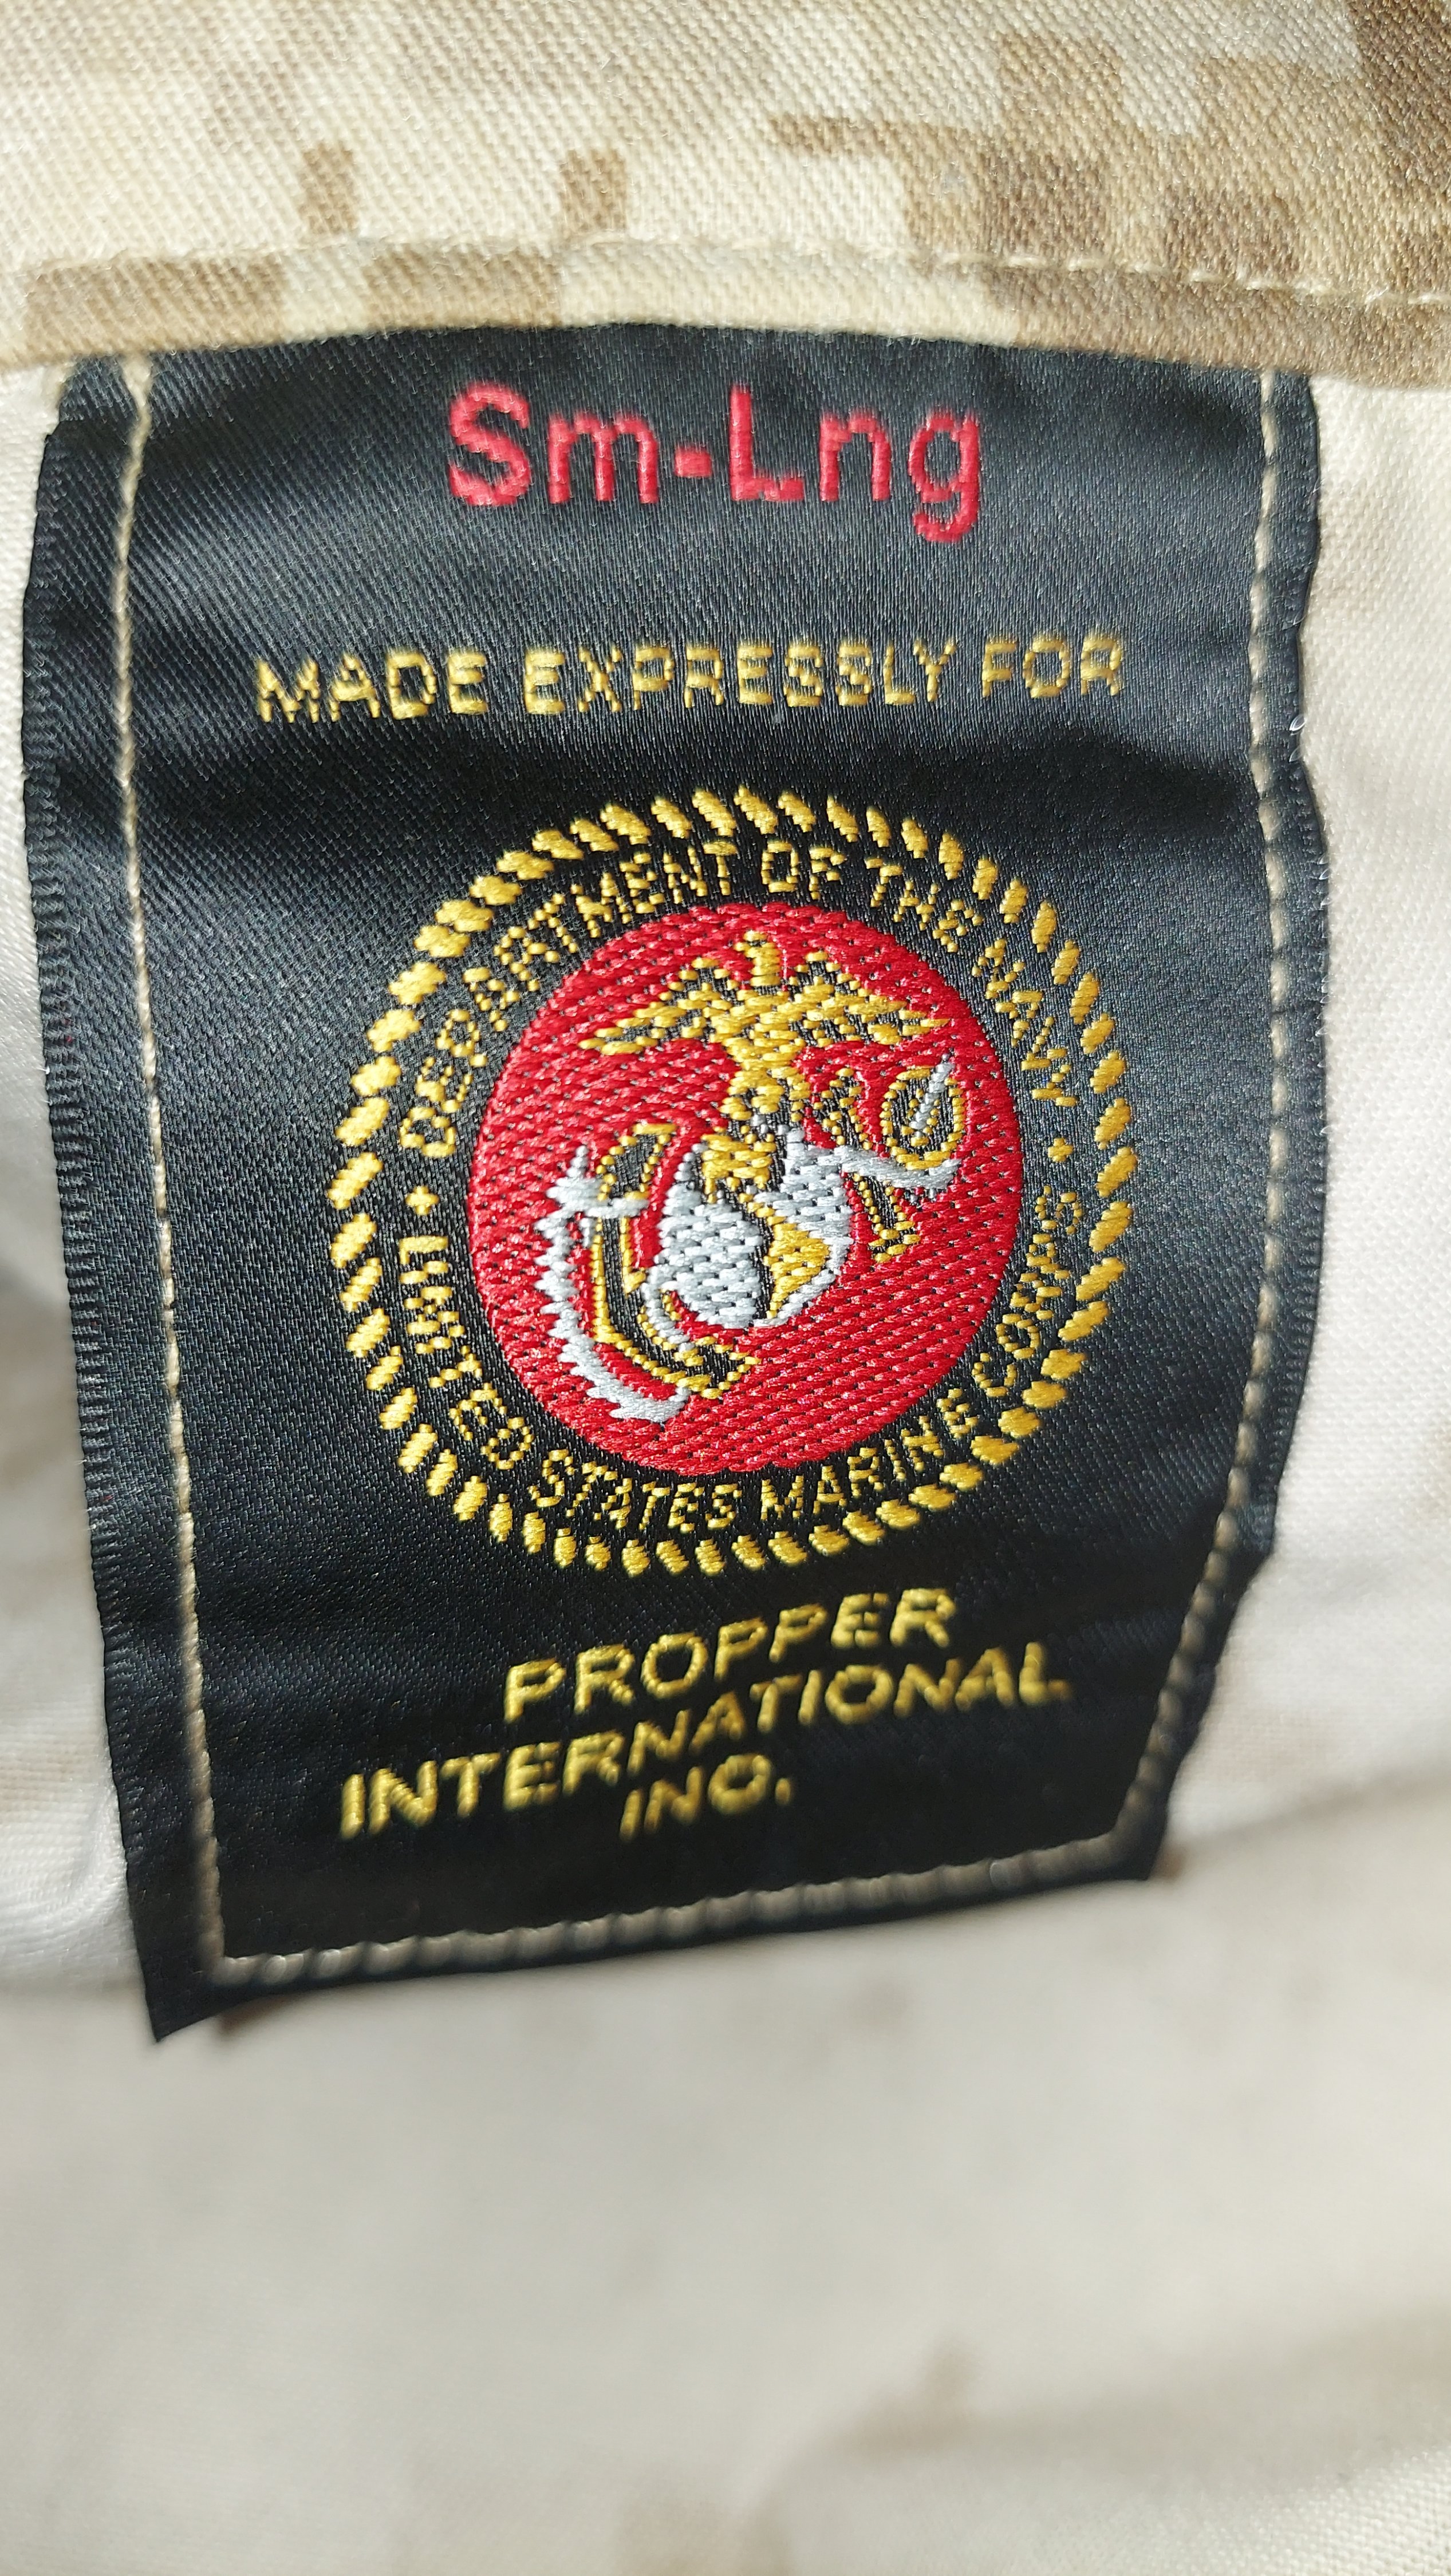 Sm-Lng
MADE EXPRESSLY FOR
DEPARTMENT OF THE NAVY
UNITED STATES MARINE CORPS
PROPPER
INTERNATIONAL
INC.